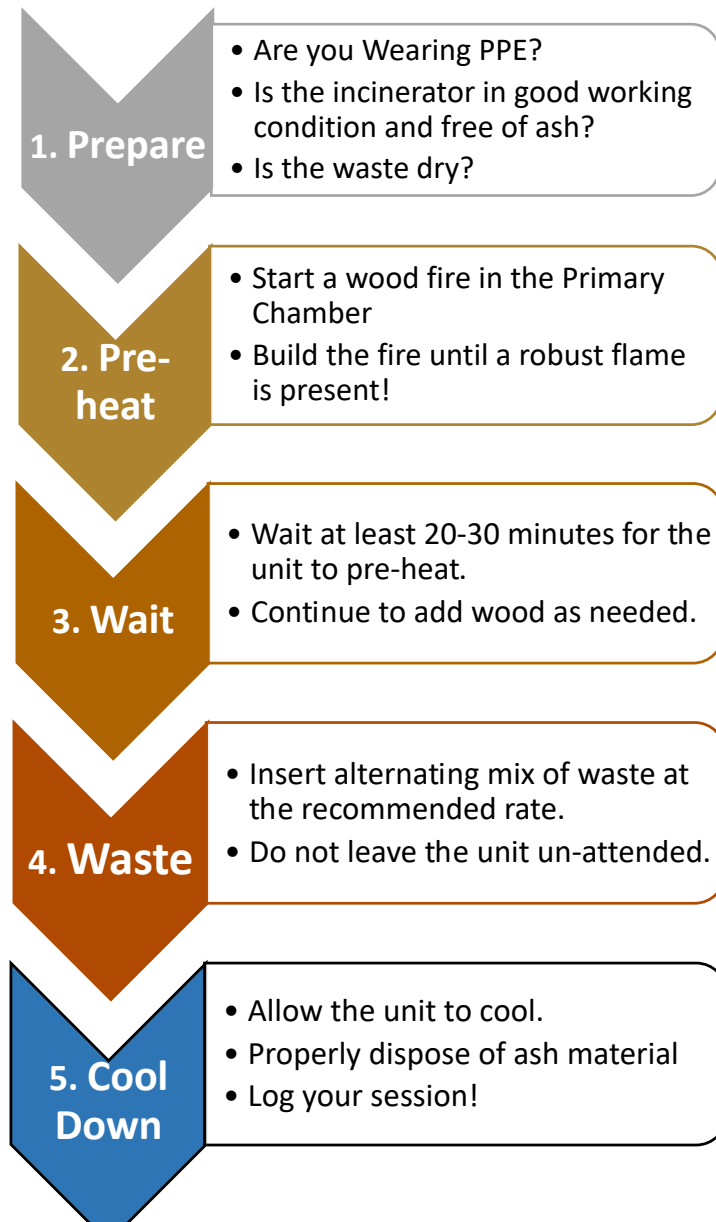 1. Prepare
• Are you Wearing PPE?
• Is the incinerator in good working
condition and free of ash?
• Is the waste dry?
2. Pre-
heat
• Start a wood fire in the Primary
Chamber
• Build the fire until a robust flame
is present!
3. Wait
• Wait at least 20-30 minutes for the
unit to pre-heat.
• Continue to add wood as needed.
4. Waste
• Insert alternating mix of waste at
the recommended rate.
• Do not leave the unit un-attended.
5. Cool
Down
• Allow the unit to cool.
• Properly dispose of ash material
• Log your session!